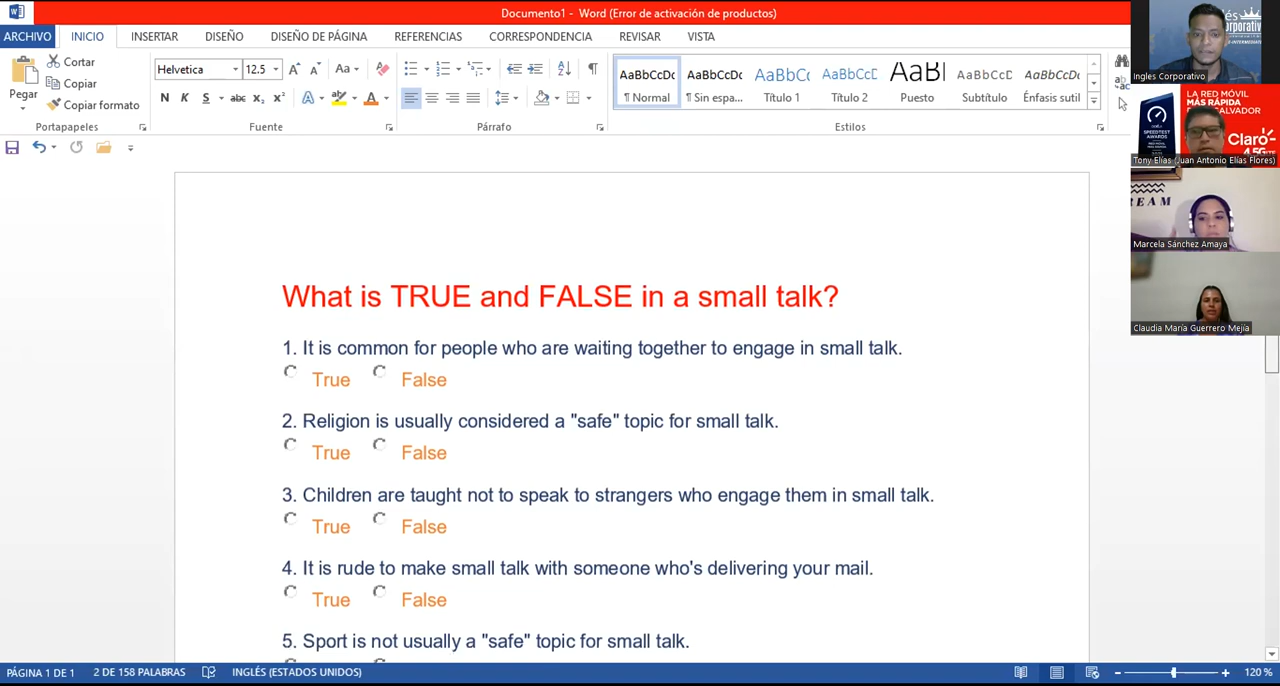 Documento1 - Word (Error de activación de productos)
ARCHIVO INICIO INSERTAR DISEÑO DISEÑO DE PÁGINA REFERENCIAS CORRESPONDENCIA REVISAR VISTA
Pegar
Cortar
Copiar
Copiar formato
Portapapeles
Helvetica 12.5
N K S abc x₂ x²
Fuente
Párrafo
AaBbCcDc AaBbCcDc AaBbCc AaBbCcC AaBl AaBbCcD AaBbCcDc
¶ Normal ¶ Sin espa... Título 1 Título 2 Puesto Subtítulo Énfasis sutil
Estilos
Ingles Corporativo
LA RED MÓVIL
MÁS RÁPIDA
Claro
4.5G
Tony Elías (Juan Antonio Elías Flores)
Marcela Sánchez Amaya
Claudia María Guerrero Mejía
What is TRUE and FALSE in a small talk?
1. It is common for people who are waiting together to engage in small talk.
True False
2. Religion is usually considered a "safe" topic for small talk.
True False
3. Children are taught not to speak to strangers who engage them in small talk.
True False
4. It is rude to make small talk with someone who's delivering your mail.
True False
5. Sport is not usually a "safe" topic for small talk.
PÁGINA 1 DE 1 2 DE 158 PALABRAS INGLÉS (ESTADOS UNIDOS) 120 %